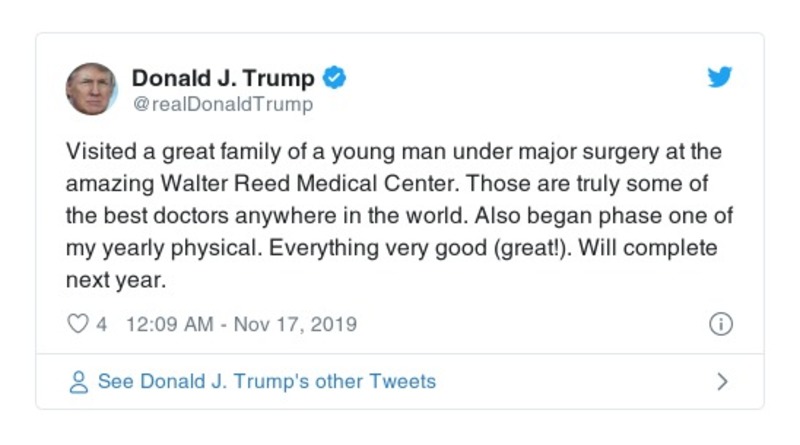 Donald J. Trump
@realDonaldTrump
Visited a great family of a young man under major surgery at the
amazing Walter Reed Medical Center. Those are truly some of
the best doctors anywhere in the world. Also began phase one of
my yearly physical. Everything very good (great!). Will complete
next year.
4 12:09 AM - Nov 17, 2019
See Donald J. Trump's other Tweets